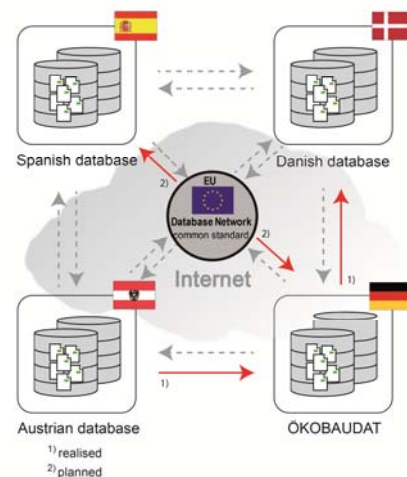 Spanish database
Danish database
2)
EU
Database Network
common standard
2)
Internet
1)
1)
Austrian database
ÖKOBAUDAT
1) realised
2) planned